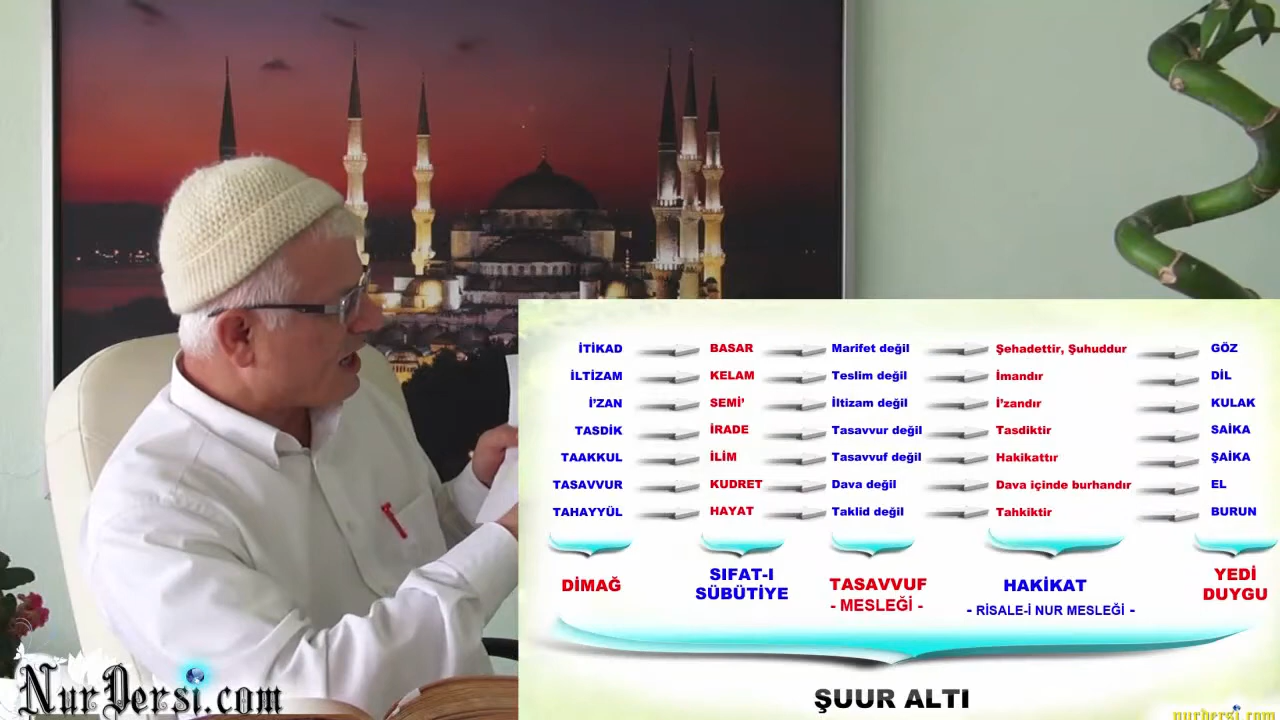 İTİKAD BASAR Marifet değil Şehadettir, Şuhuddur GÖZ
İLTİZAM KELAM Teslim değil İmandır DİL
İ'ZAN SEMİ' İltizam değil İ'zandır KULAK
TASDİK İRADE Tasavvur değil Tasdiktir SAİKA
TAAKKUL İLİM Tasavvuf değil Hakikattır ŞAİKA
TASAVVUR KUDRET Dava değil Dava içinde burhandır EL
TAHAYYÜL HAYAT Taklid değil Tahkiktir BURUN
DİMAĞ
SIFAT-I
SÜBÜTİYE
TASAVVUF
- MESLEĞİ -
HAKİKAT
- RİSALE-İ NUR MESLEĞİ -
YEDİ
DUYGU
ŞUUR ALTI
NurDersi.com
nurdersi.com